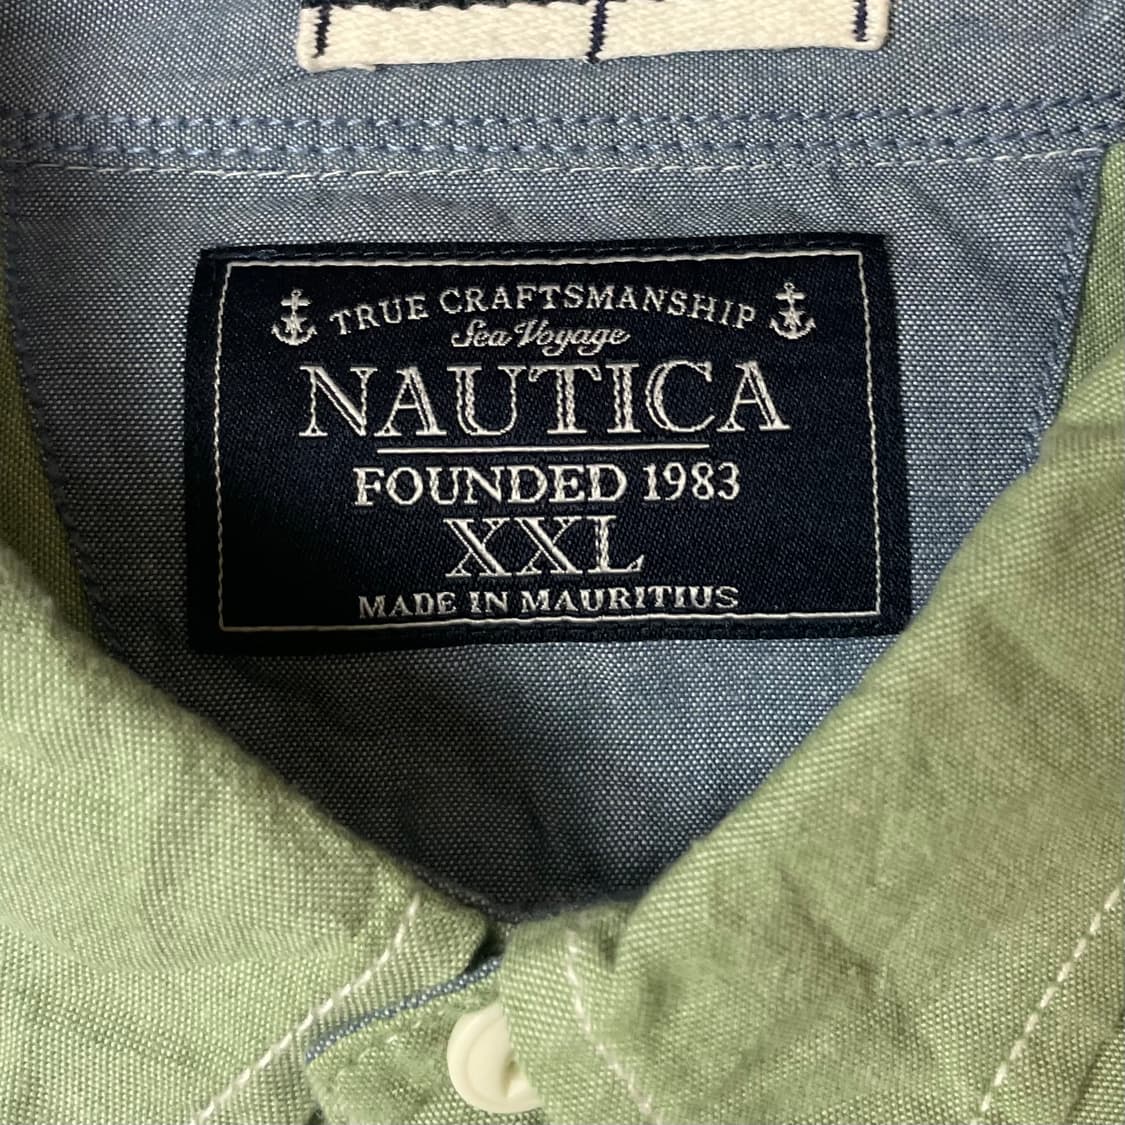 TRUE CRAFTSMANSHIP
Sea Voyage
NAUTICA
FOUNDED 1983
XXL
MADE IN MAURITIUS